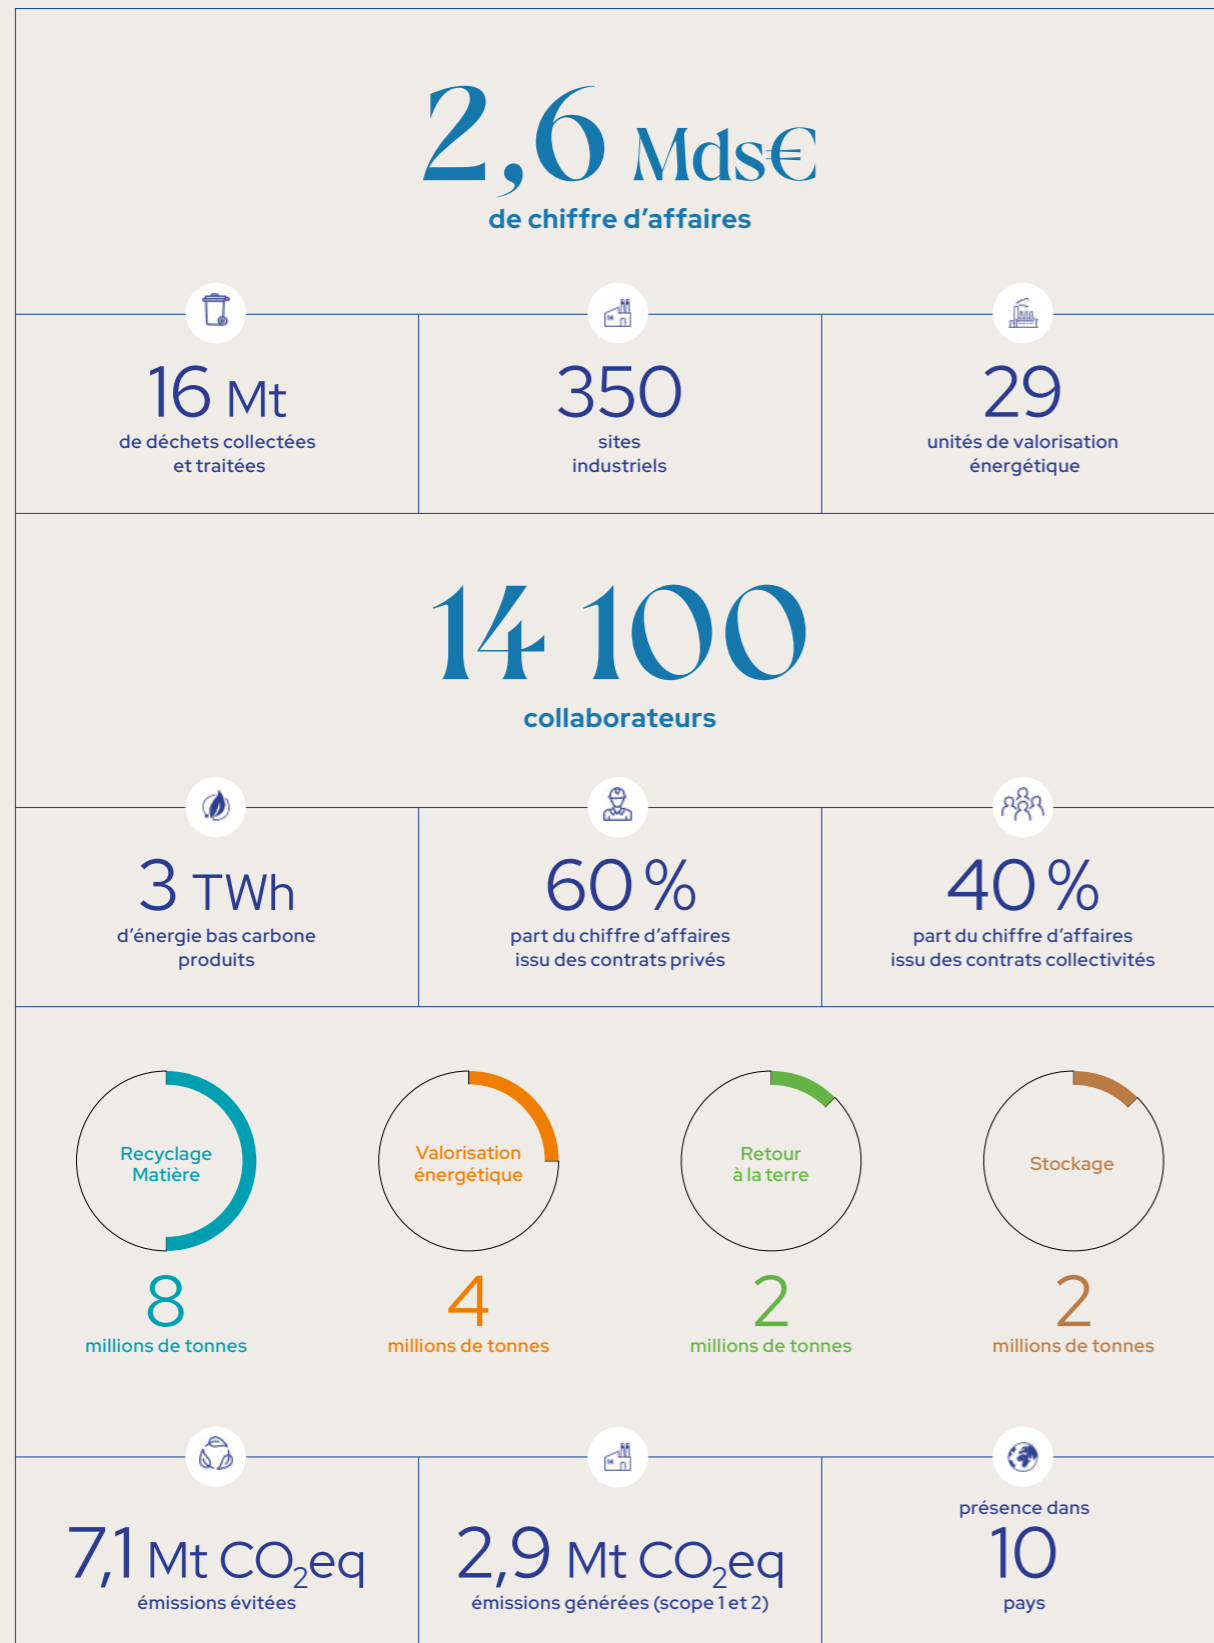 2,6 Mds€
de chiffre d’affaires
16 Mt
de déchets collectées
et traitées
350
sites
industriels
29
unités de valorisation
énergétique
14 100
collaborateurs
3 TWh
d’énergie bas carbone
produits
60 %
part du chiffre d’affaires
issu des contrats privés
40 %
part du chiffre d’affaires
issu des contrats collectivités
Recyclage
Matière
8
millions de tonnes
Valorisation
énergétique
4
millions de tonnes
Retour
à la terre
2
millions de tonnes
Stockage
2
millions de tonnes
7,1 Mt CO₂eq
émissions évitées
2,9 Mt CO₂eq
émissions générées (scope 1 et 2)
présence dans
10
pays